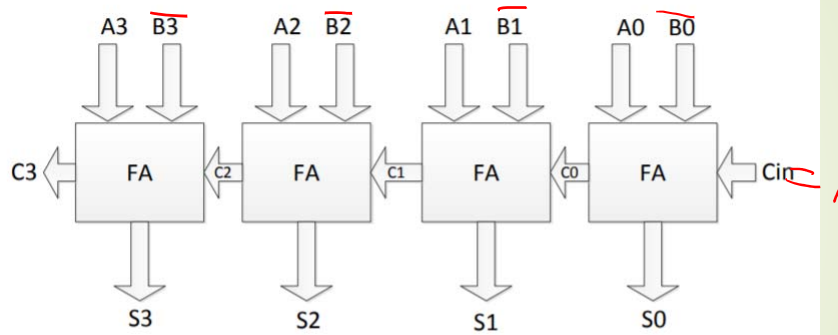 A3 B3 A2 B2 A1 B1 A0 B0
C3 FA C2 FA C1 FA C0 FA Cin
S3 S2 S1 S0